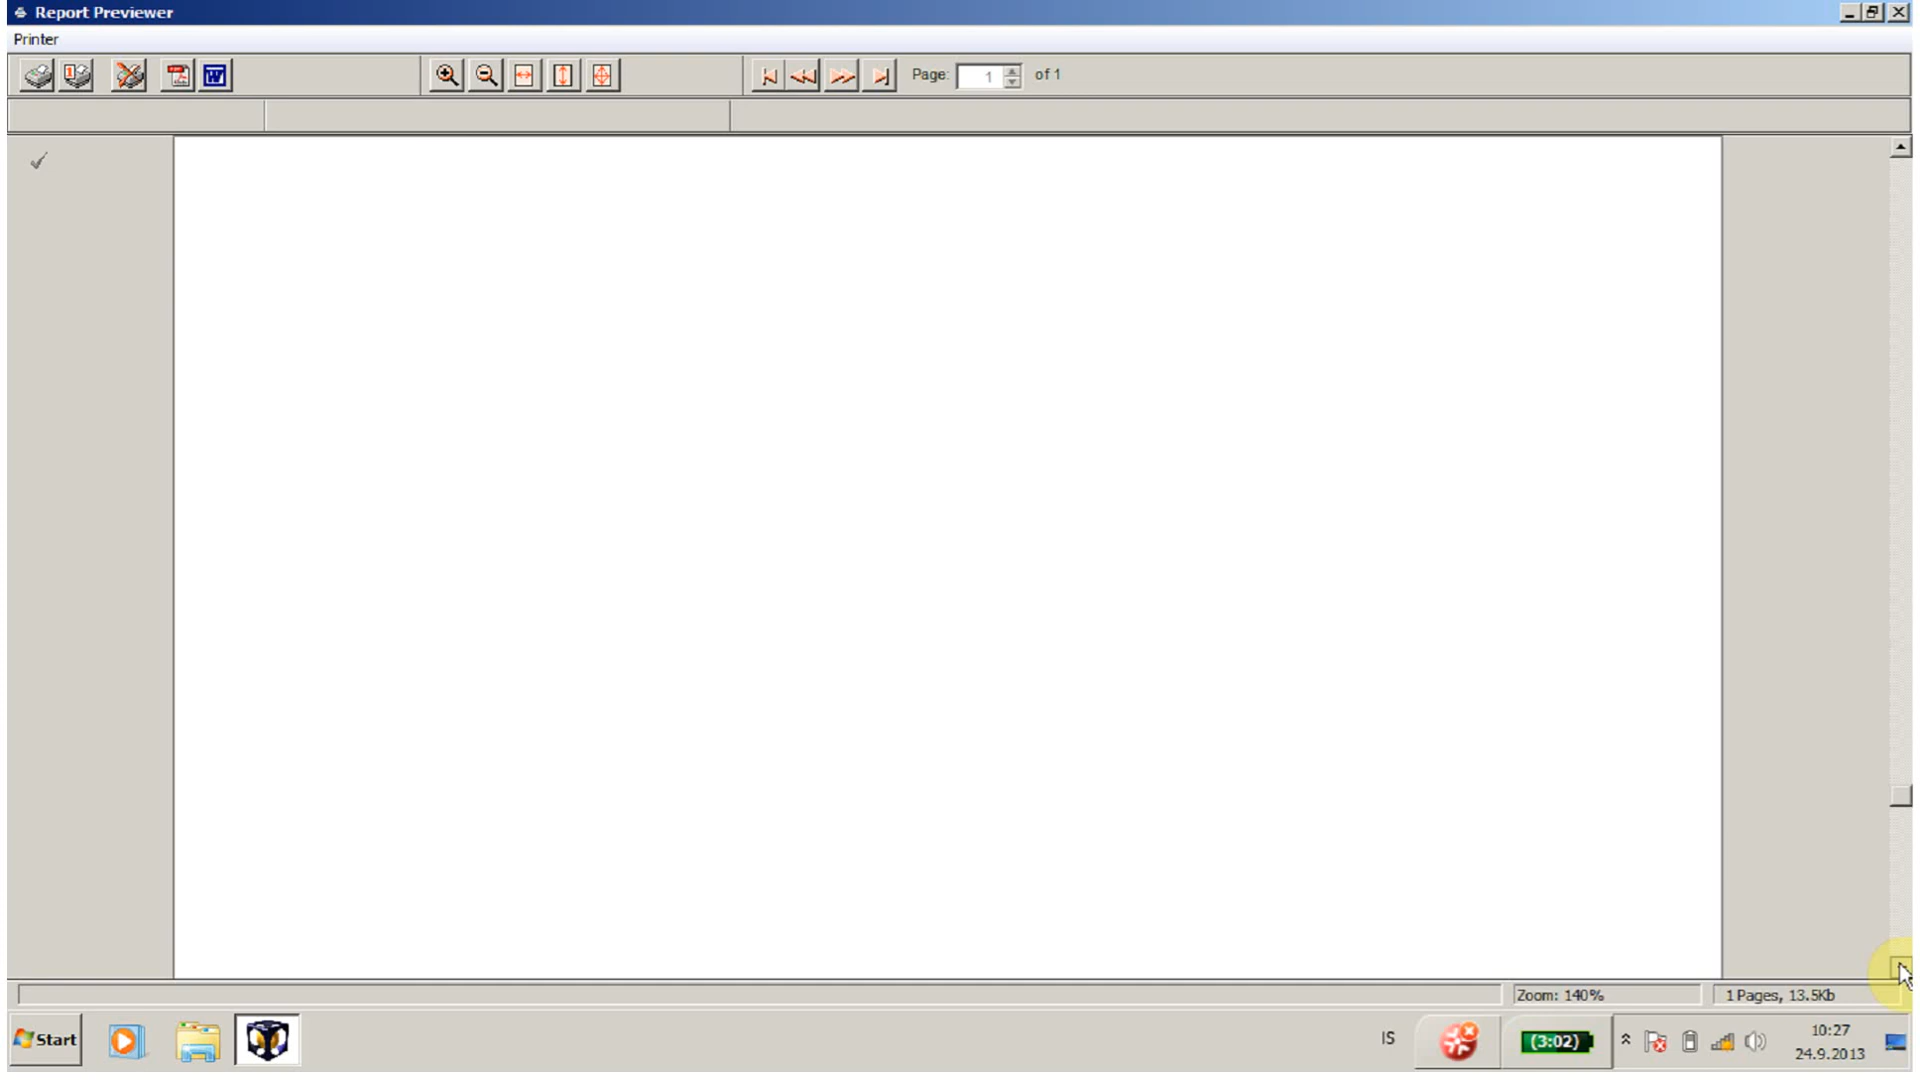 Report Previewer
Printer
Page: 1 of 1
Zoom: 140%
1 Pages, 13.5Kb
Start
IS
(3:02)
10:27
24.9.2013